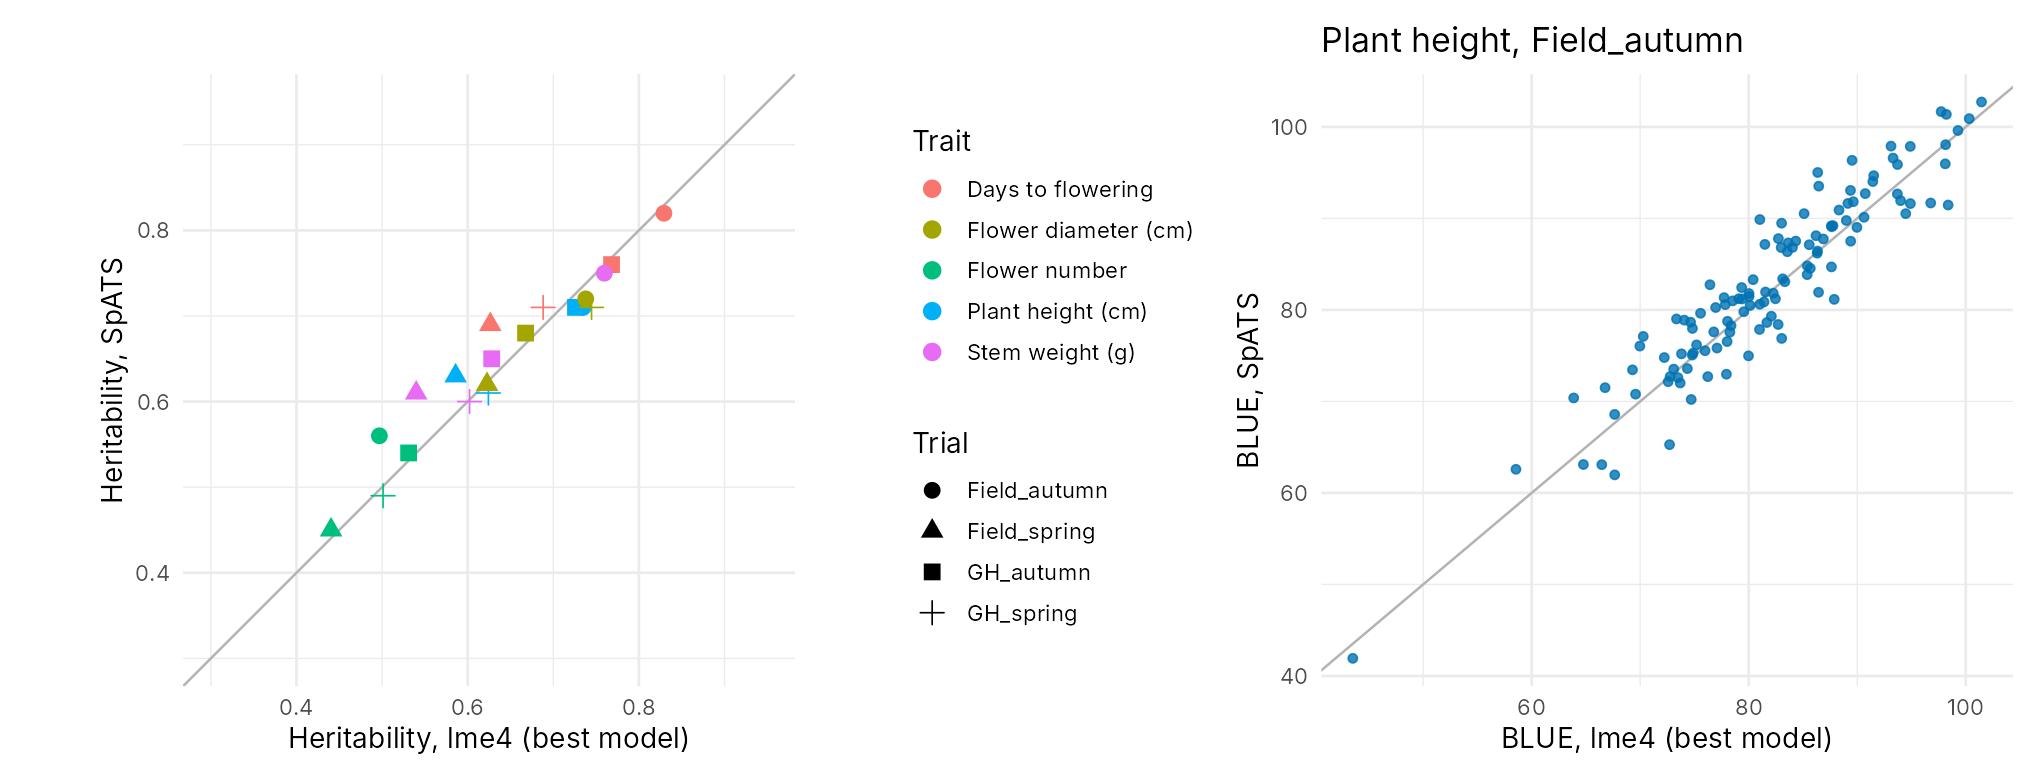 Heritability, SpATS
0.8
0.6
0.4
0.4 0.6 0.8
Heritability, lme4 (best model)
Trait
Days to flowering
Flower diameter (cm)
Flower number
Plant height (cm)
Stem weight (g)
Trial
Field_autumn
Field_spring
GH_autumn
GH_spring
Plant height, Field_autumn
BLUE, SpATS
100
80
60
40
60 80 100
BLUE, lme4 (best model)